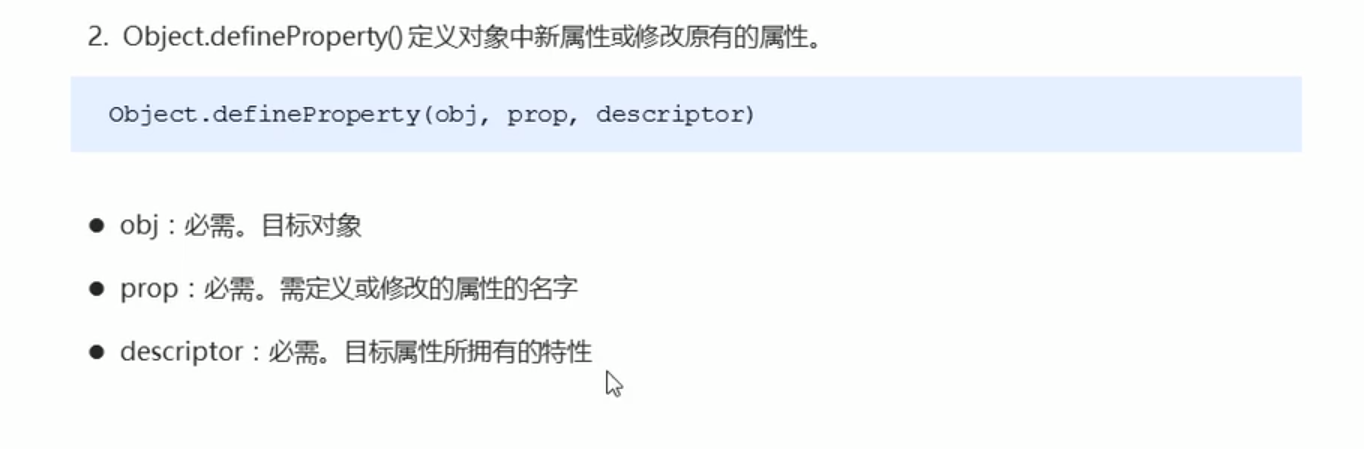 2. Object.defineProperty() 定义对象中新属性或修改原有的属性。
Object.defineProperty(obj, prop, descriptor)
● obj：必需。目标对象
● prop：必需。需定义或修改的属性的名字
● descriptor：必需。目标属性所拥有的特性